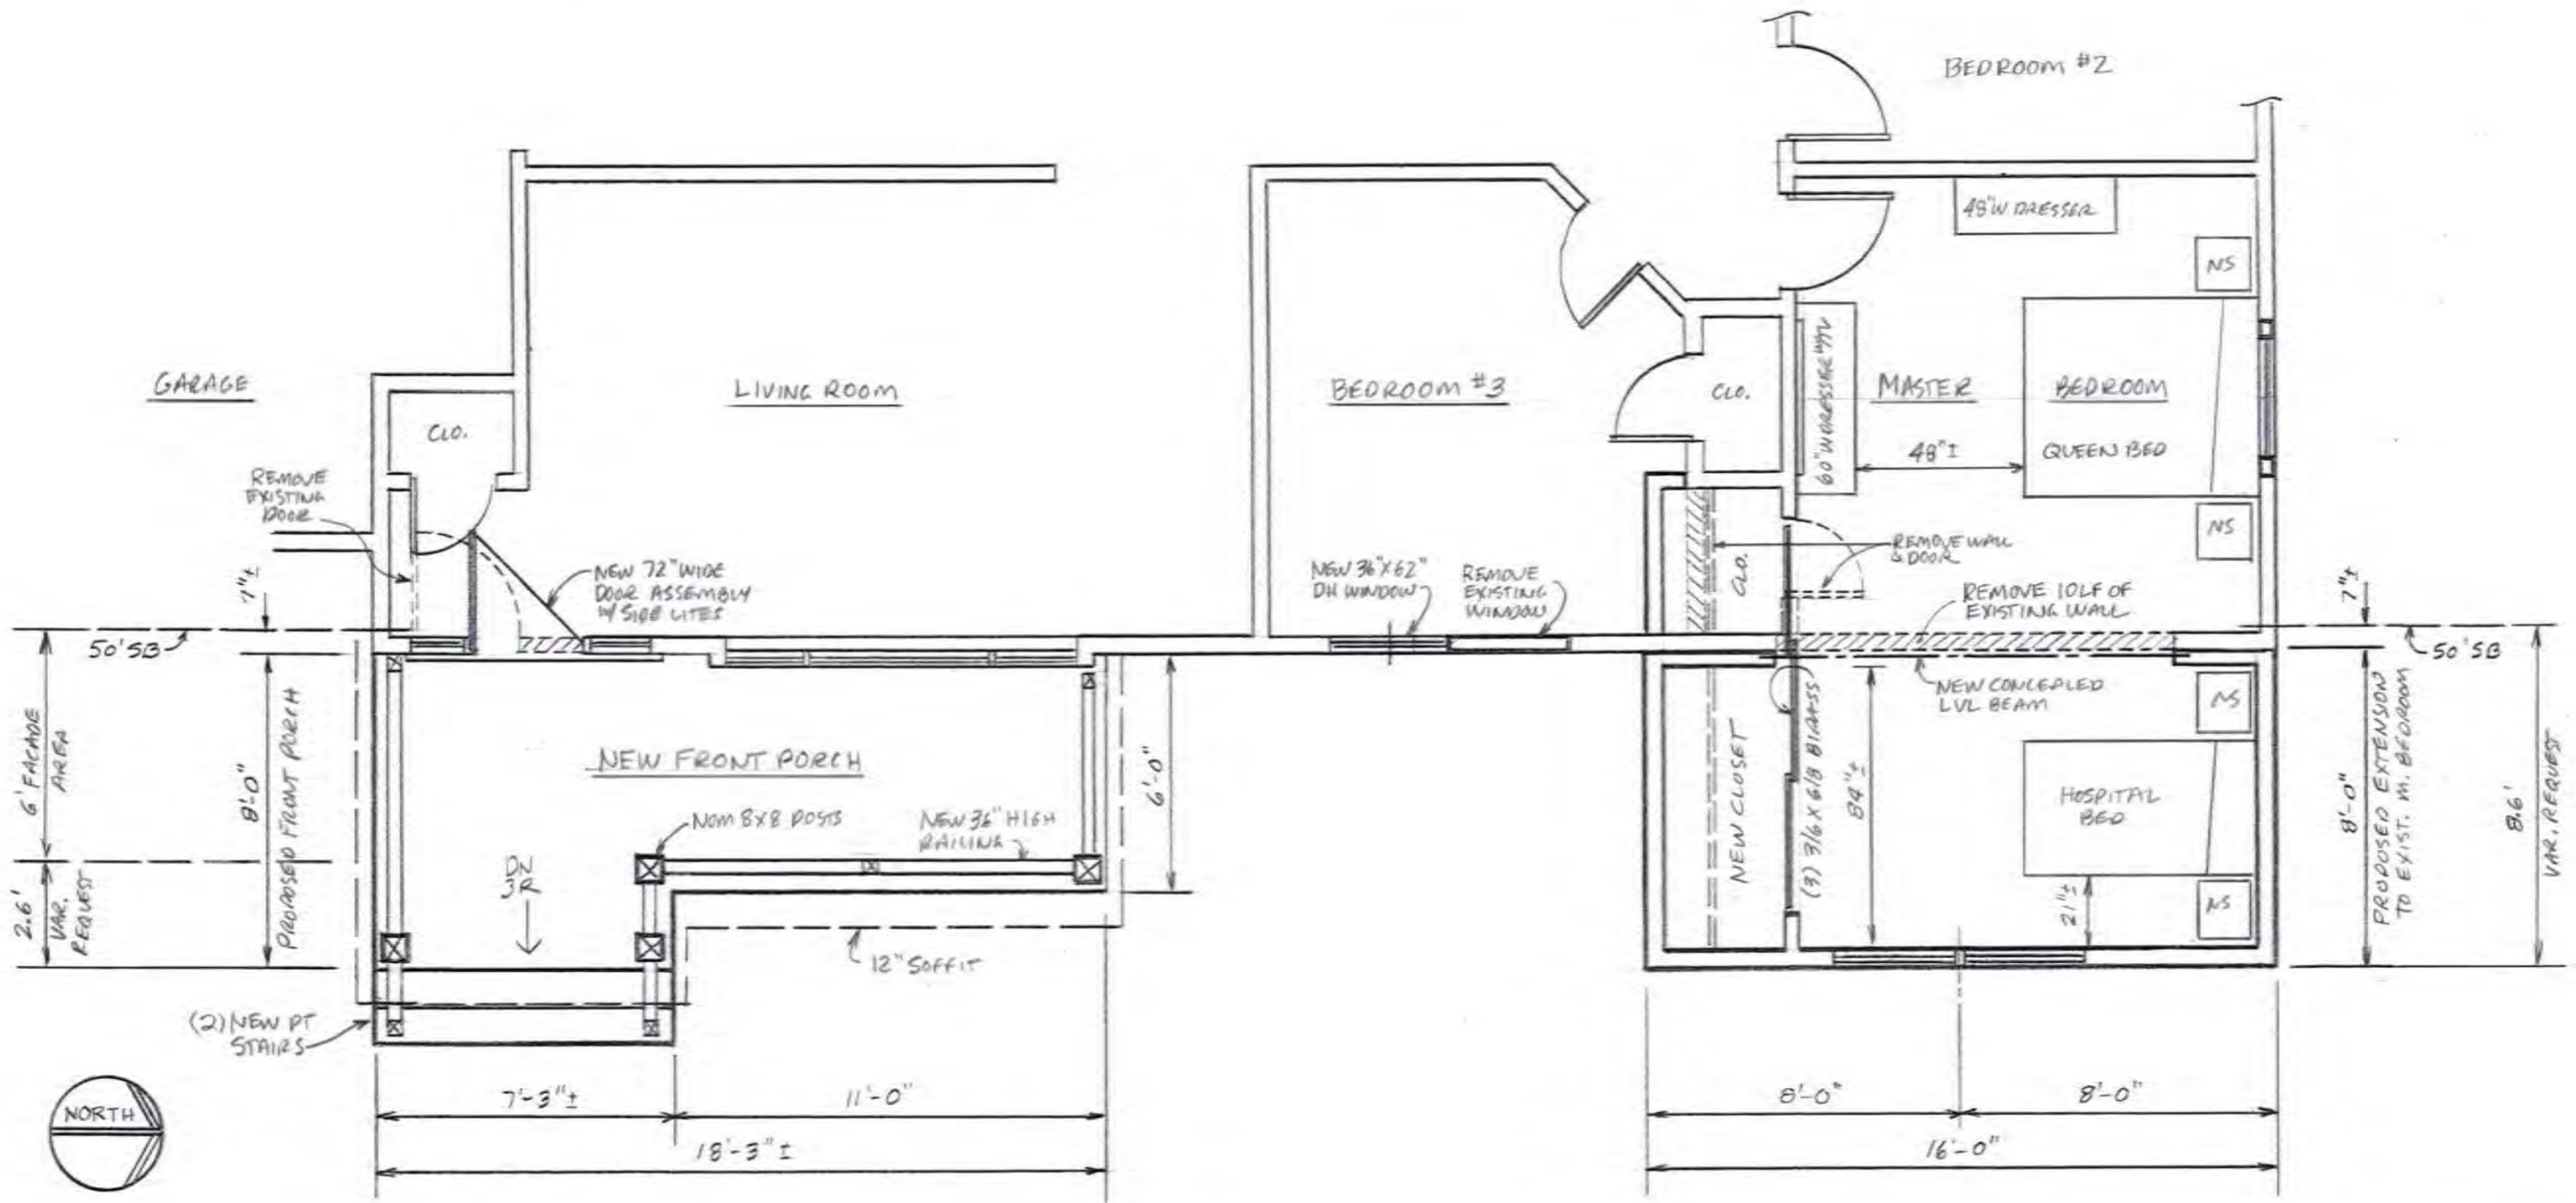 BEDROOM #2
48"W DRESSER
NS
GARAGE
LIVING ROOM
BEDROOM #3
CLO.
CLO.
60"W DRESSER W/TV
MASTER BEDROOM
QUEEN BED
48"±
NS
REMOVE
EXISTING
DOOR
NEW 72" WIDE
DOOR ASSEMBLY
W/ SIDE LITES
NEW 36"X62"
DH WINDOW
REMOVE
EXISTING
WINDOW
CLO.
REMOVE WALL
& DOOR
REMOVE 10LF OF
EXISTING WALL
7"±
7"±
50' SB
50' SB
NEW CONCEALED
LVL BEAM
6' FACADE
AREA
8'-0"
PROPOSED FRONT PORCH
NEW FRONT PORCH
6'-0"
NEW CLOSET
84"±
NS
HOSPITAL
BED
NS
21"±
8'-0"
PROPOSED EXTENSION
TO EXIST. M. BEDROOM
8.6'
VAR. REQUEST
NOM 8X8 POSTS
NEW 36" HIGH
RAILING
DN
3R
2.6'
VAR.
REQUEST
12" SOFFIT
(2) NEW PT
STAIRS
NORTH
7'-3"±
11'-0"
18'-3"±
8'-0"
8'-0"
16'-0"